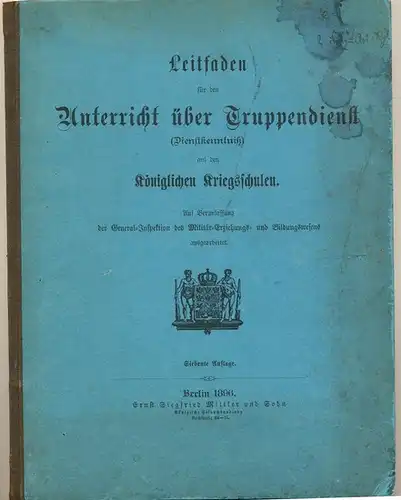 Leitfaden
für den
Unterricht über Truppendienst
(Dienstkenntniß)
auf den
Königlichen Kriegsschulen.
Auf Veranlassung
der General-Inspektion des Militär-Erziehungs- und Bildungswesens
ausgearbeitet.
Siebente Auflage.
Berlin 1896.
Ernst Siegfried Mittler und Sohn
Königliche Hofbuchhandlung